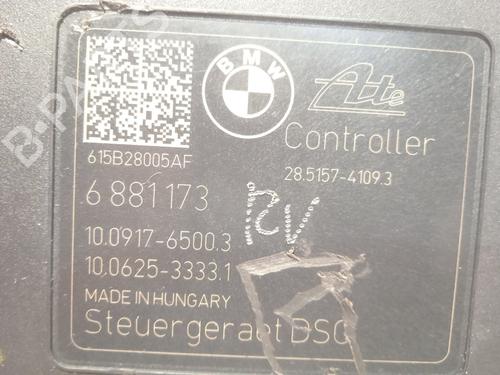 BMW
Ate
Controller
615B28005AF
28.5157-4109.3
6 881 173
10.0917-6500.3
10.0625-3333.1
MADE IN HUNGARY
Steuergeraet DSC
B-PARTS